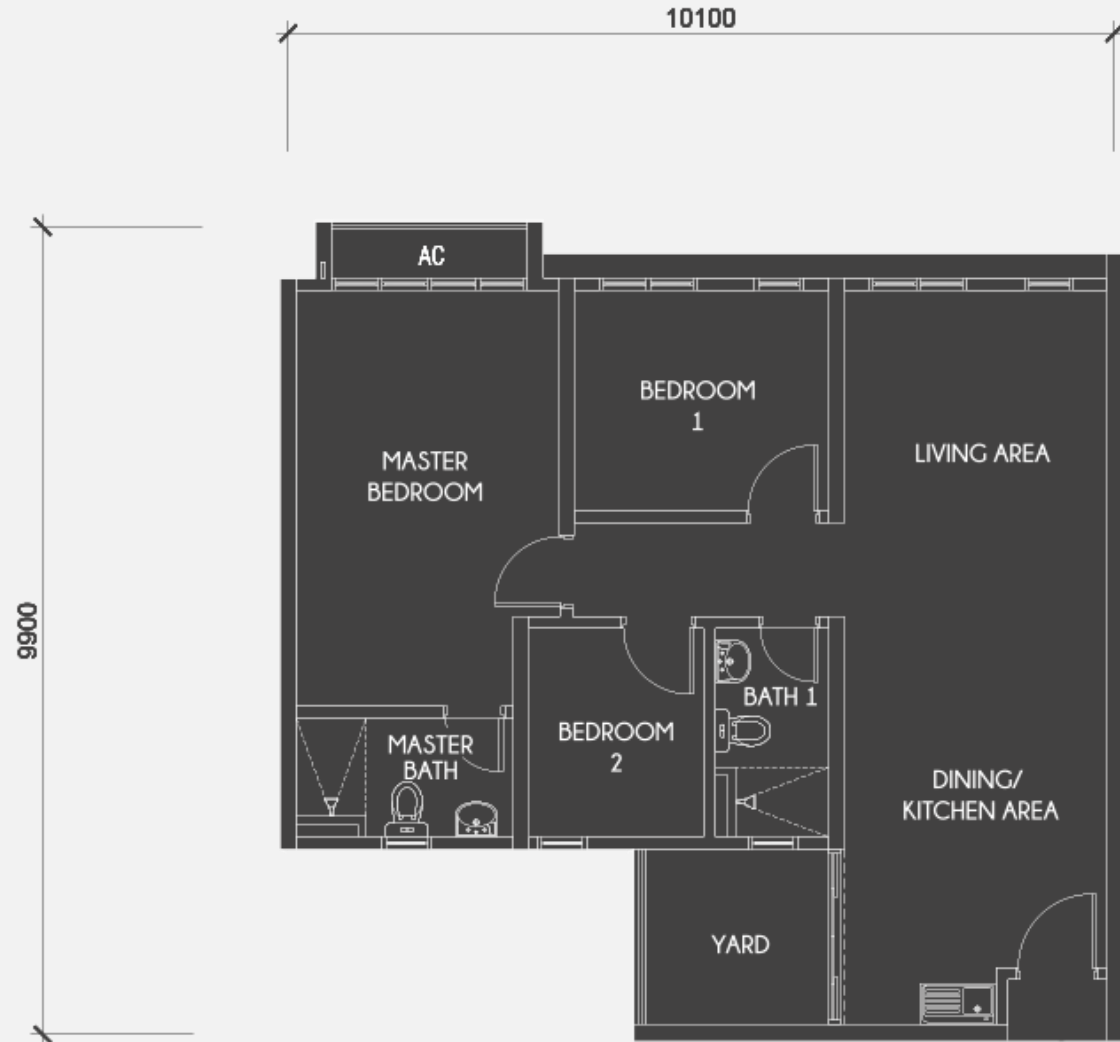 10100
9900
AC
BEDROOM
1
LIVING AREA
MASTER
BEDROOM
BATH 1
BEDROOM
2
MASTER
BATH
DINING/
KITCHEN AREA
YARD